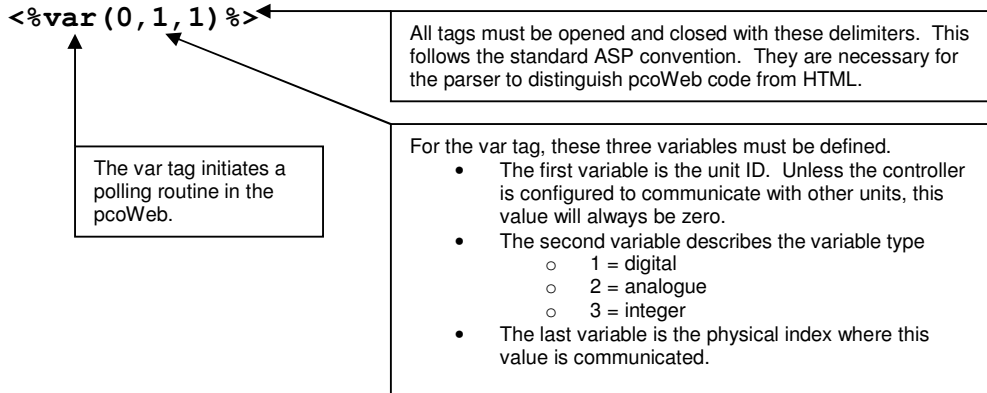 <%var(0,1,1)%>
All tags must be opened and closed with these delimiters. This
follows the standard ASP convention. They are necessary for
the parser to distinguish pcoWeb code from HTML.
The var tag initiates a
polling routine in the
pcoWeb.
For the var tag, these three variables must be defined.
• The first variable is the unit ID. Unless the controller
is configured to communicate with other units, this
value will always be zero.
• The second variable describes the variable type
o 1 = digital
o 2 = analogue
o 3 = integer
• The last variable is the physical index where this
value is communicated.